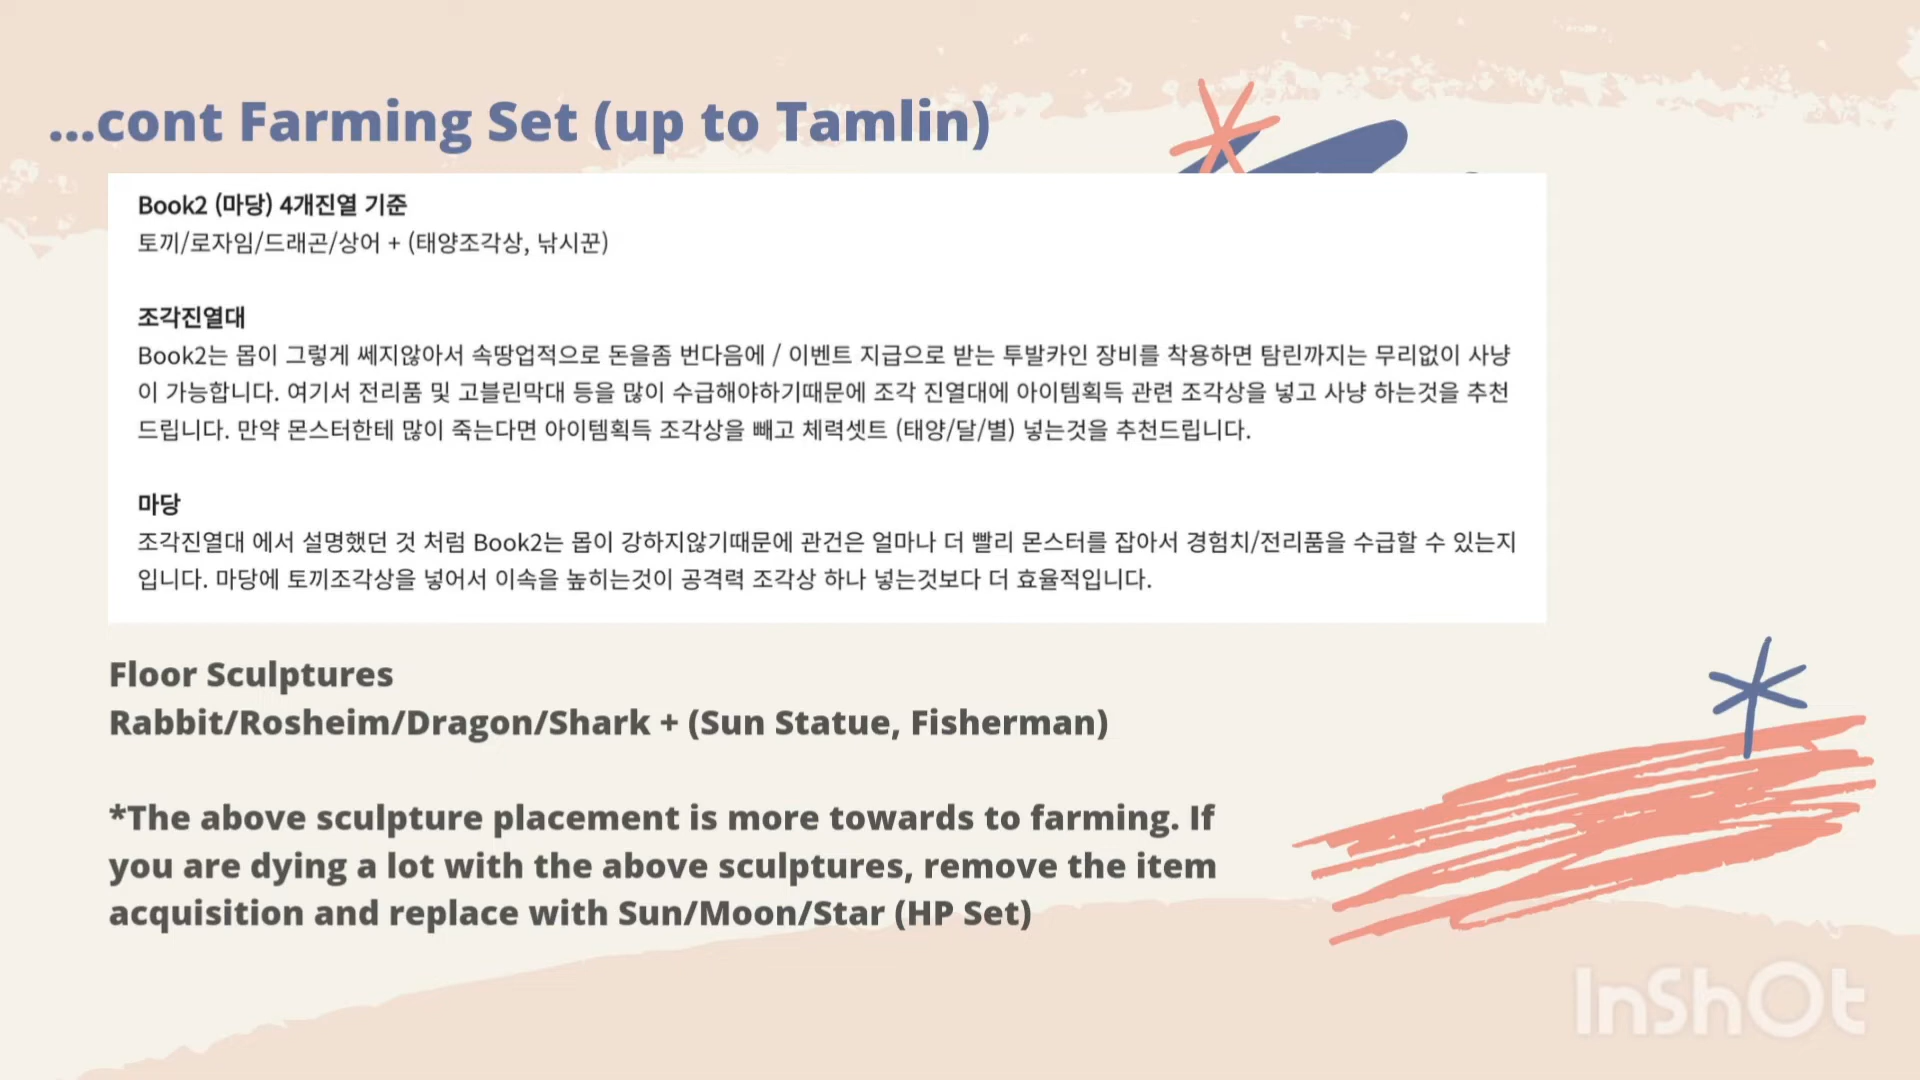 ...cont Farming Set (up to Tamlin)
Book2 (마당) 4개진열 기준
토끼/로자임/드래곤/상어 + (태양조각상, 낚시꾼)
조각진열대
Book2는 몹이 그렇게 쎄지않아서 속땅업적으로 돈을좀 번다음에 / 이벤트 지급으로 받는 투발카인 장비를 착용하면 탐린까지는 무리없이 사냥
이 가능합니다. 여기서 전리품 및 고블린막대 등을 많이 수급해야하기때문에 조각 진열대에 아이템획득 관련 조각상을 넣고 사냥 하는것을 추천
드립니다. 만약 몬스터한테 많이 죽는다면 아이템획득 조각상을 빼고 체력셋트 (태양/달/별) 넣는것을 추천드립니다.
마당
조각진열대 에서 설명했던 것 처럼 Book2는 몹이 강하지않기때문에 관건은 얼마나 더 빨리 몬스터를 잡아서 경험치/전리품을 수급할 수 있는지
입니다. 마당에 토끼조각상을 넣어서 이속을 높히는것이 공격력 조각상 하나 넣는것보다 더 효율적입니다.
Floor Sculptures
Rabbit/Rosheim/Dragon/Shark + (Sun Statue, Fisherman)
*The above sculpture placement is more towards to farming. If
you are dying a lot with the above sculptures, remove the item
acquisition and replace with Sun/Moon/Star (HP Set)
InShOt